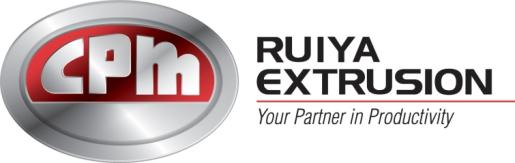 CPM
RUIYA
EXTRUSION
Your Partner in Productivity